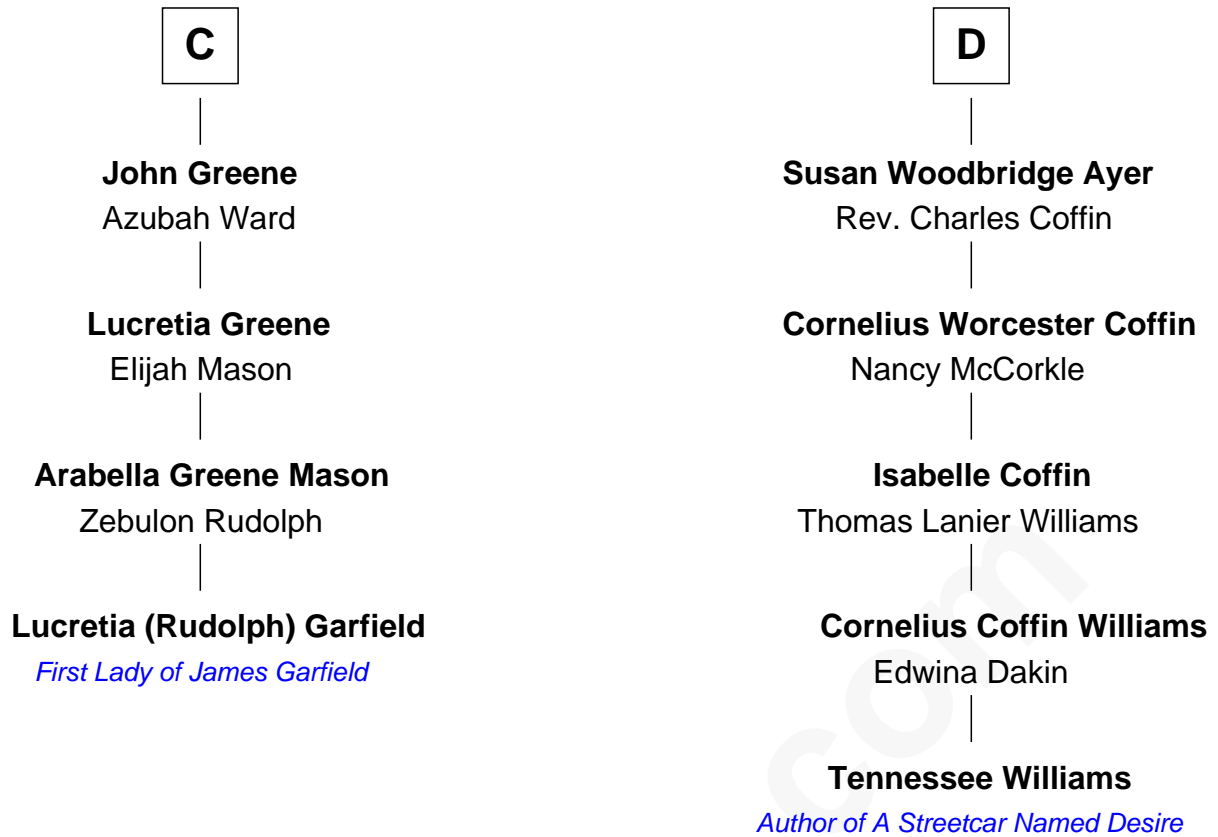 C
John Greene
Azubah Ward
Lucretia Greene
Elijah Mason
Arabella Greene Mason
Zebulon Rudolph
Lucretia (Rudolph) Garfield
First Lady of James Garfield
D
Susan Woodbridge Ayer
Rev. Charles Coffin
Cornelius Worcester Coffin
Nancy McCorkle
Isabelle Coffin
Thomas Lanier Williams
Cornelius Coffin Williams
Edwina Dakin
Tennessee Williams
Author of A Streetcar Named Desire
com